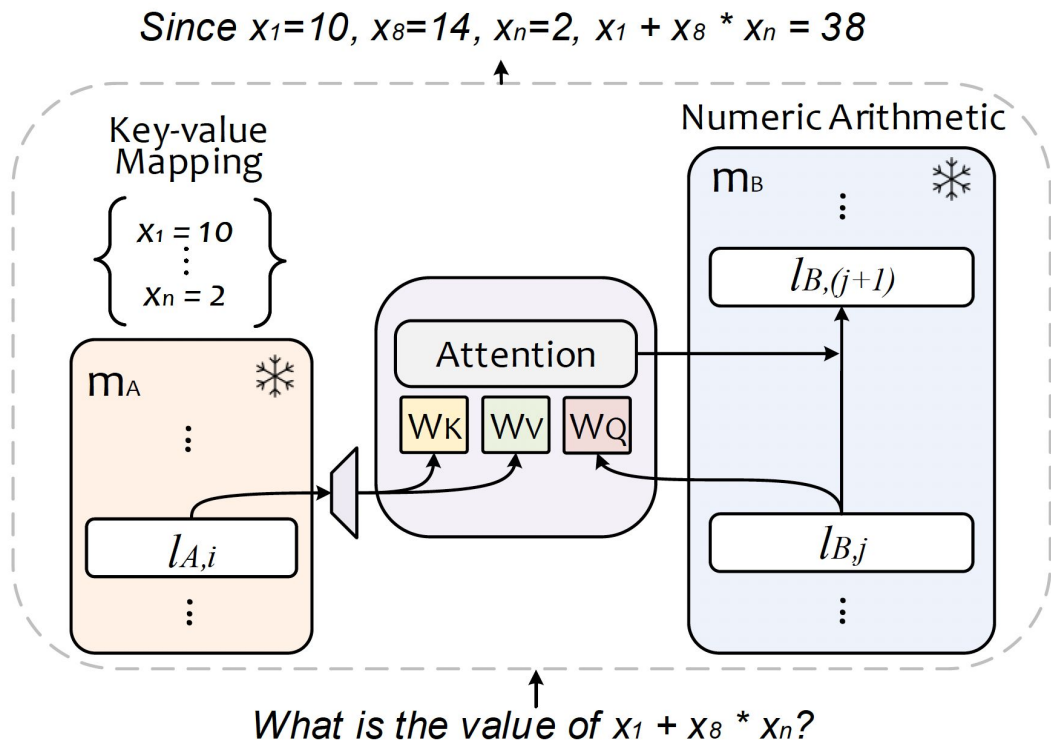 Since x₁=10, x₈=14, xₙ=2, x₁ + x₈ * xₙ = 38
Key-value
Mapping
x₁ = 10
⋮
xₙ = 2
Numeric Arithmetic
mB
⋮
lB,(j+1)
Attention
WK WV WQ
mA
⋮
lA,i
⋮
lB,j
⋮
What is the value of x₁ + x₈ * xₙ?